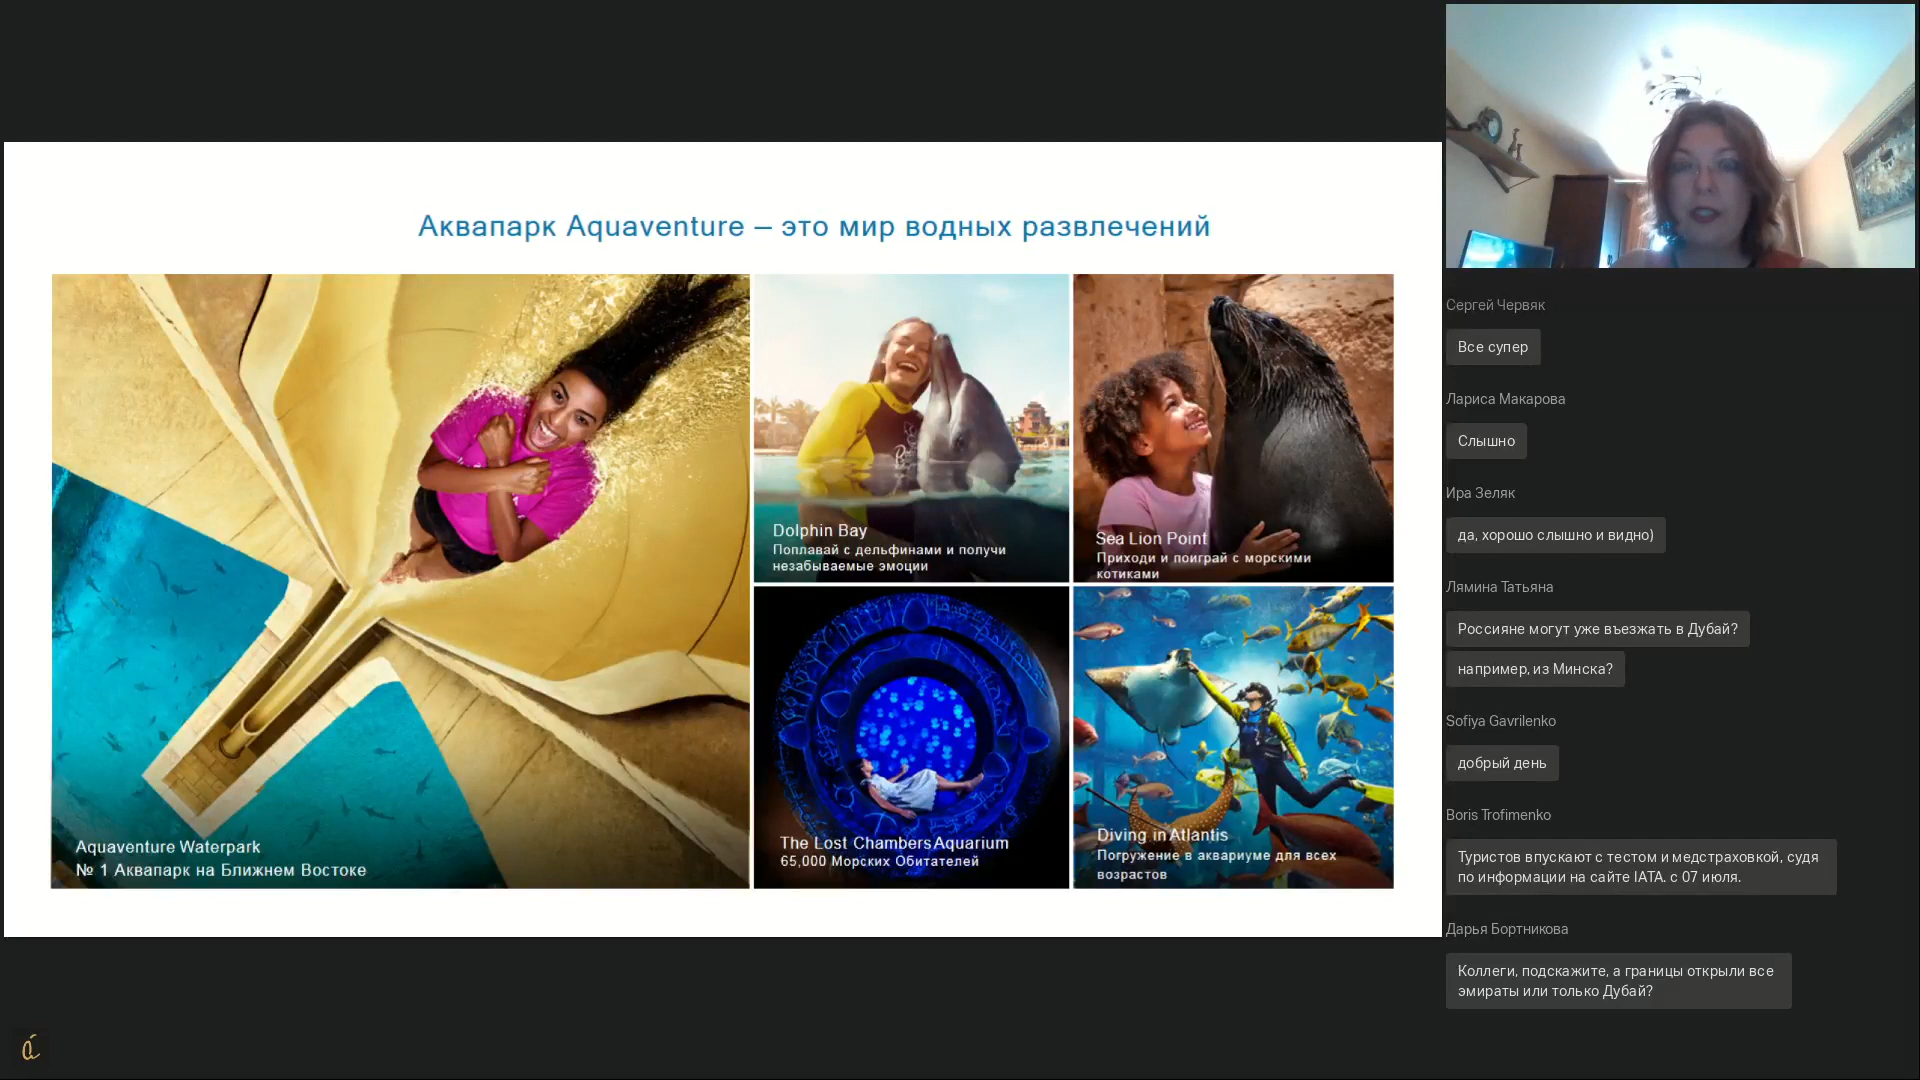 Аквапарк Aquaventure – это мир водных развлечений
Aquaventure Waterpark
№ 1 Аквапарк на Ближнем Востоке
Dolphin Bay
Поплавай с дельфинами и получи
незабываемые эмоции
Sea Lion Point
Приходи и поиграй с морскими
котиками
The Lost Chambers Aquarium
65,000 Морских Обитателей
Diving in Atlantis
Погружение в аквариуме для всех
возрастов
Сергей Червяк
Все супер
Лариса Макарова
Слышно
Ира Зеляк
да, хорошо слышно и видно)
Лямина Татьяна
Россияне могут уже въезжать в Дубай?
например, из Минска?
Sofiya Gavrilenko
добрый день
Boris Trofimenko
Туристов впускают с тестом и медстраховкой, судя
по информации на сайте IATA. с 07 июля.
Дарья Бортникова
Коллеги, подскажите, а границы открыли все
эмираты или только Дубай?